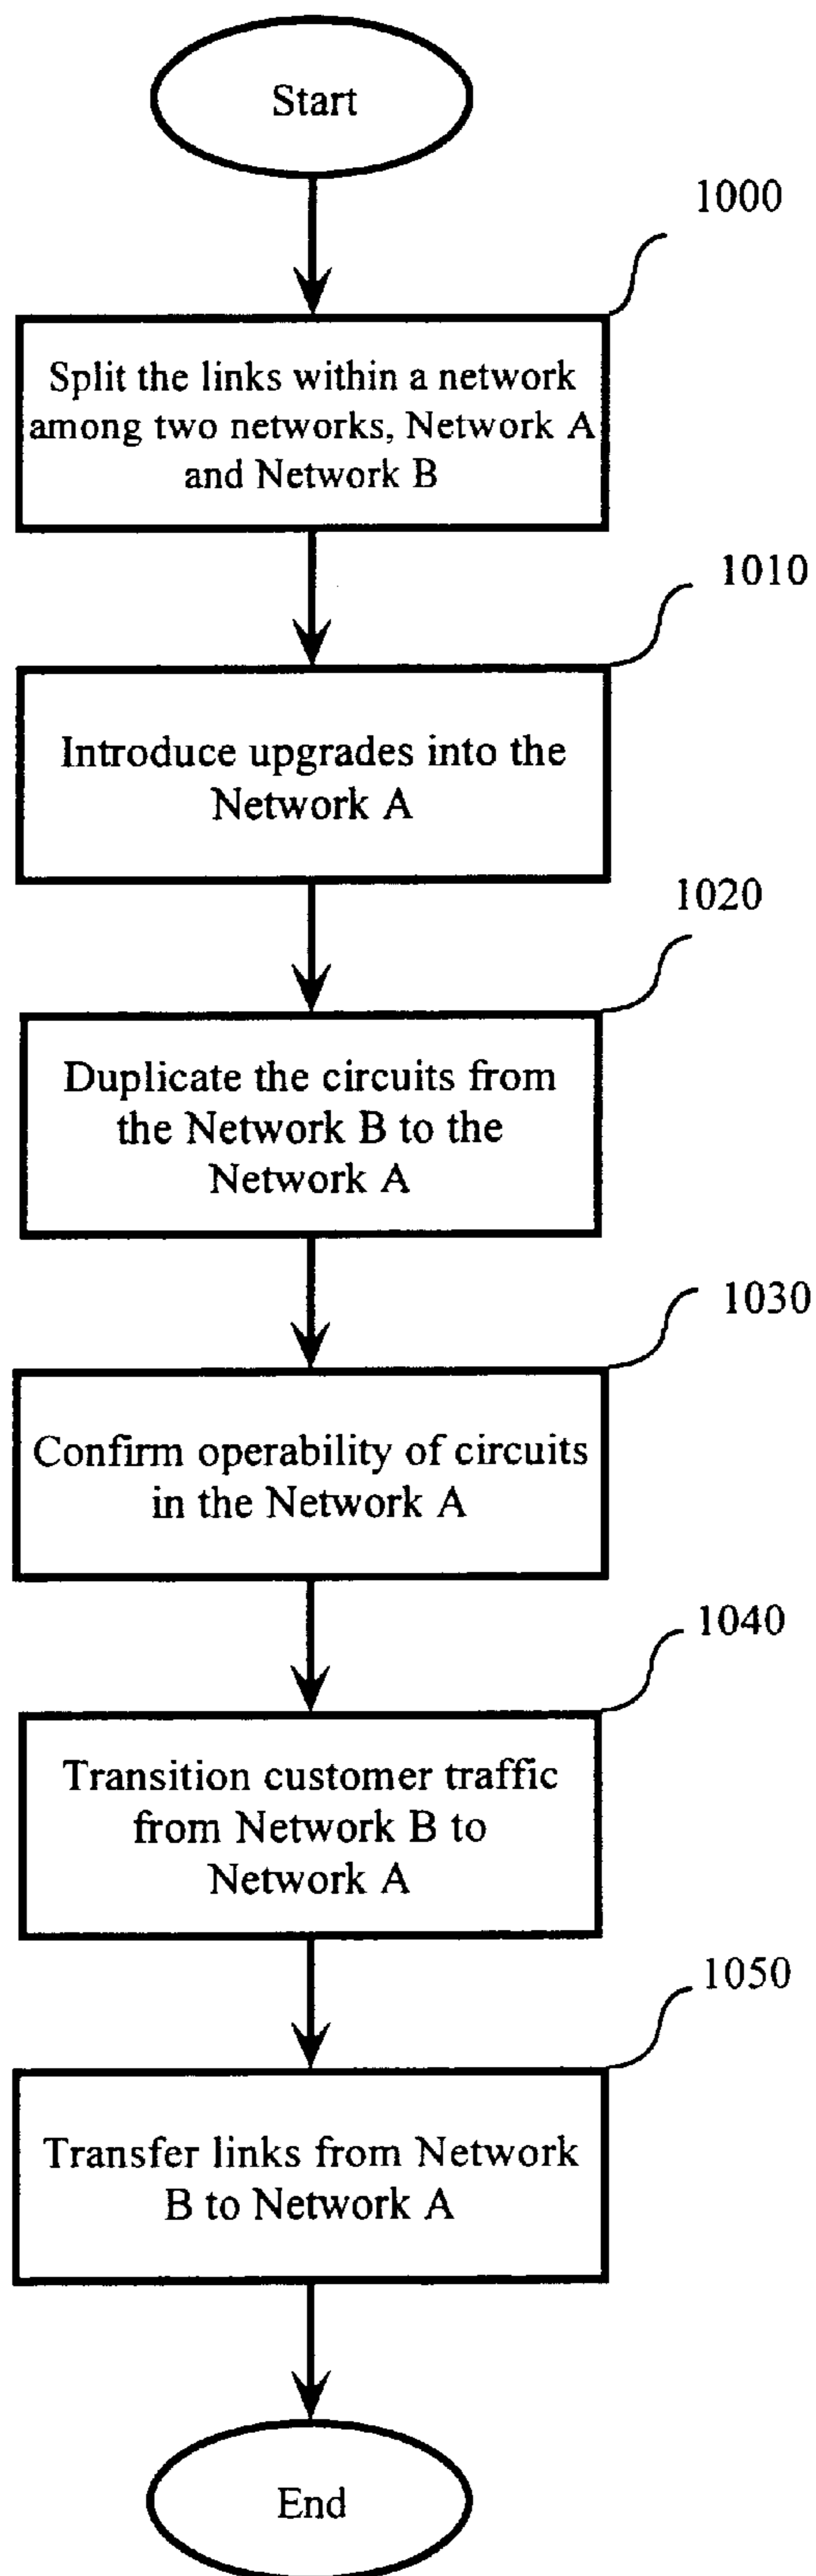 Start
1000
Split the links within a network
among two networks, Network A
and Network B
1010
Introduce upgrades into the
Network A
1020
Duplicate the circuits from
the Network B to the
Network A
1030
Confirm operability of circuits
in the Network A
1040
Transition customer traffic
from Network B to
Network A
1050
Transfer links from Network
B to Network A
End